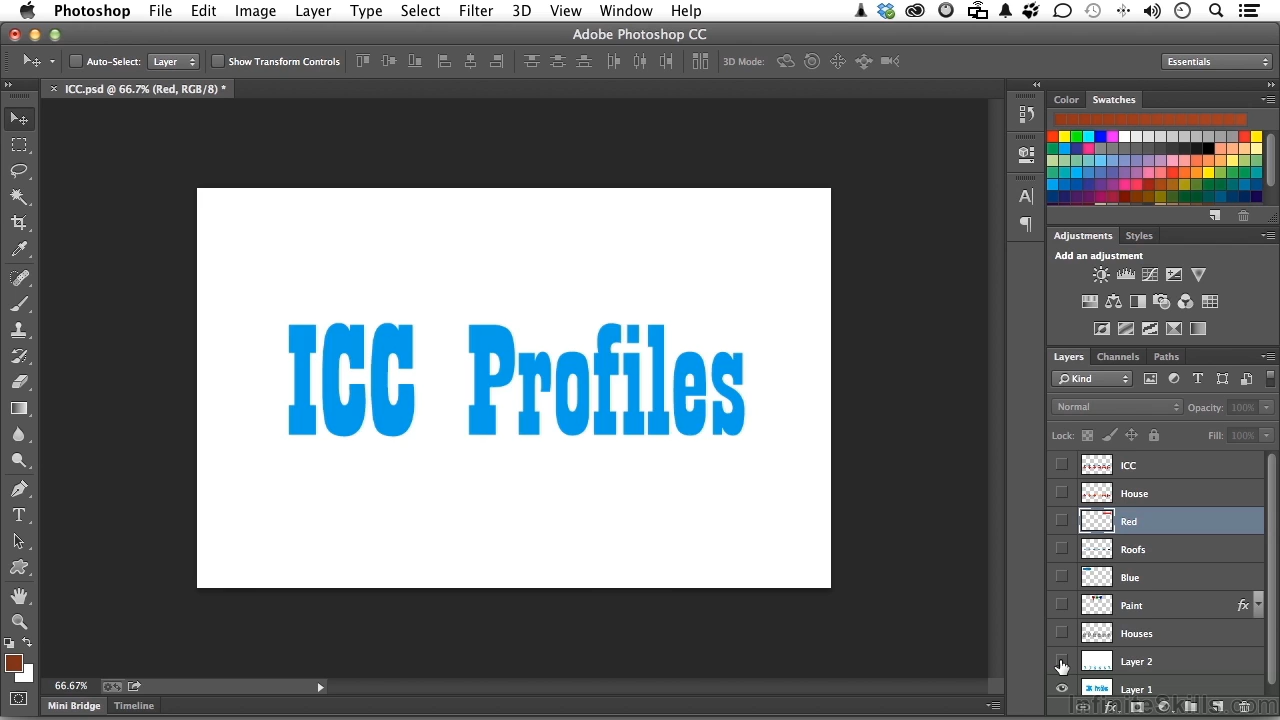 Photoshop File Edit Image Layer Type Select Filter 3D View Window Help
Adobe Photoshop CC
Auto-Select: Layer Show Transform Controls 3D Mode: Essentials
ICC.psd @ 66.7% (Red, RGB/8) *
Color Swatches
ICC Profiles
Adjustments Styles
Add an adjustment
Layers Channels Paths
Kind
Normal Opacity: 100%
Lock: Fill: 100%
ICC
House
Red
Roofs
Blue
Paint fx
Houses
Layer 2
Layer 1
66.67%
Mini Bridge Timeline
InfiniteSkills.com